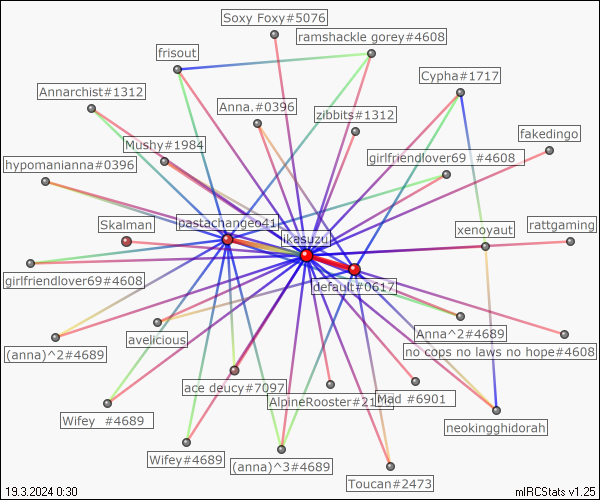 Soxy Foxy#5076
ramshackle gorey#4608
frisout
Cypha#1717
Annarchist#1312
Anna.#0396
zibbits#1312
fakedingo
Mushy#1984
girlfriendlover69 #4608
hypomanianna#0396
Skalman
pastachangeo41
ikasuzu
xenoyaut
rattgaming
girlfriendlover69#4608
default#0617
avelicious
Anna^2#4689
(anna)^2#4689
no cops no laws no hope#4608
ace deucy#7097
AlpineRooster#21
Mad #6901
Wifey #4689
neokingghidorah
Wifey#4689
(anna)^3#4689
Toucan#2473
19.3.2024 0:30
mIRCStats v1.25